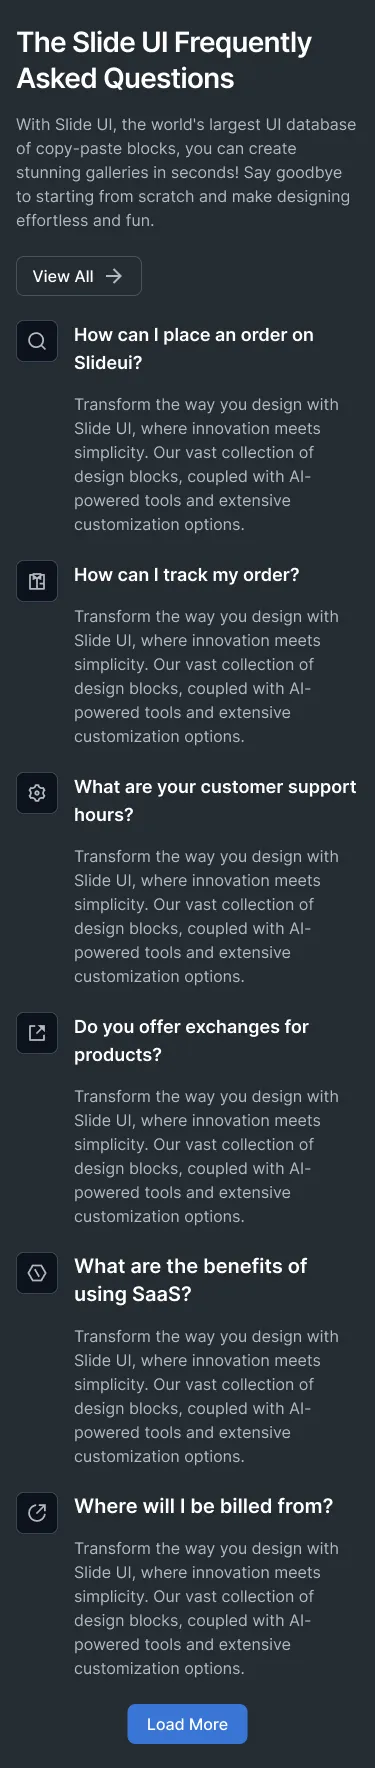 The Slide UI Frequently
Asked Questions
With Slide UI, the world's largest UI database
of copy-paste blocks, you can create
stunning galleries in seconds! Say goodbye
to starting from scratch and make designing
effortless and fun.
View All
How can I place an order on
Slideui?
Transform the way you design with
Slide UI, where innovation meets
simplicity. Our vast collection of
design blocks, coupled with AI-
powered tools and extensive
customization options.
How can I track my order?
Transform the way you design with
Slide UI, where innovation meets
simplicity. Our vast collection of
design blocks, coupled with AI-
powered tools and extensive
customization options.
What are your customer support
hours?
Transform the way you design with
Slide UI, where innovation meets
simplicity. Our vast collection of
design blocks, coupled with AI-
powered tools and extensive
customization options.
Do you offer exchanges for
products?
Transform the way you design with
Slide UI, where innovation meets
simplicity. Our vast collection of
design blocks, coupled with AI-
powered tools and extensive
customization options.
What are the benefits of
using SaaS?
Transform the way you design with
Slide UI, where innovation meets
simplicity. Our vast collection of
design blocks, coupled with AI-
powered tools and extensive
customization options.
Where will I be billed from?
Transform the way you design with
Slide UI, where innovation meets
simplicity. Our vast collection of
design blocks, coupled with AI-
powered tools and extensive
customization options.
Load More